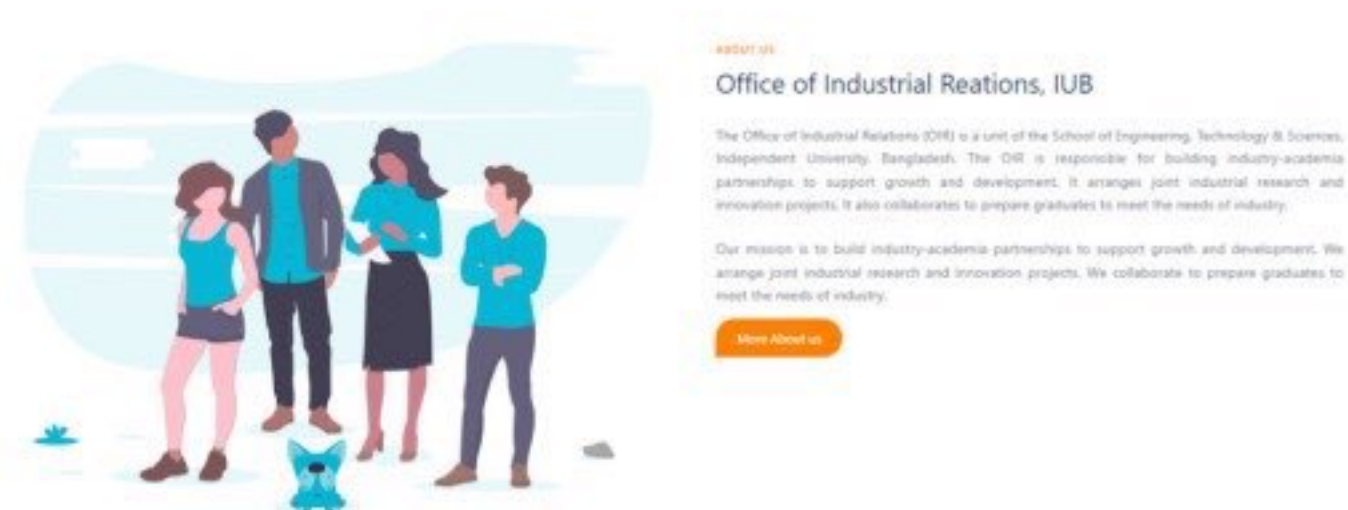 ABOUT US
Office of Industrial Reations, IUB
The Office of Industrial Relations (OIR) is a unit of the School of Engineering, Technology & Sciences,
Independent University, Bangladesh. The OIR is responsible for building industry-academia
partnerships to support growth and development. It arranges joint industrial research and
innovation projects. It also collaborates to prepare graduates to meet the needs of industry.
Our mission is to build industry-academia partnerships to support growth and development. We
arrange joint industrial research and innovation projects. We collaborate to prepare graduates to
meet the needs of industry.
More About us